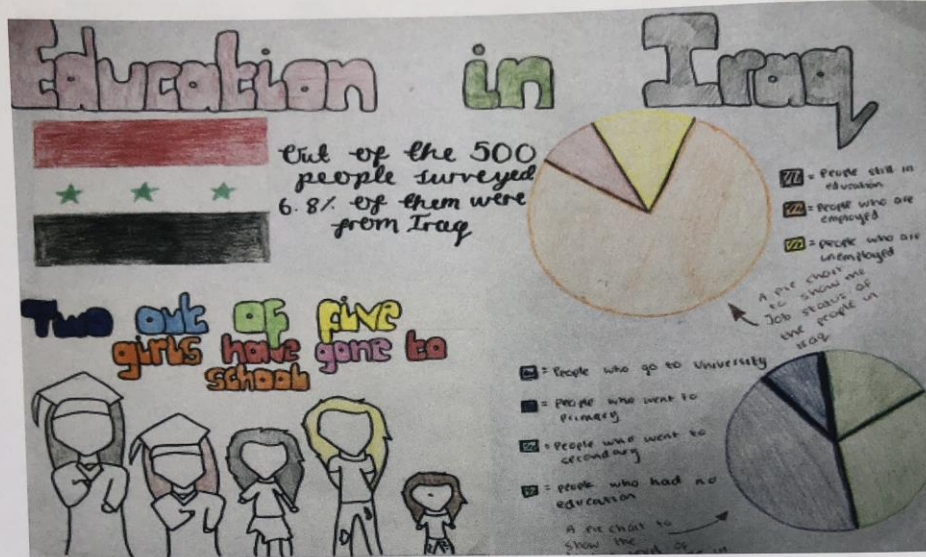 Education in Iraq
Out of the 500
people surveyed
6.8% of them were
from Iraq
= People still in
education
= People who are
employed
= people who are
unemployed
A pie chart
to show the
Job status of
the people in
Iraq
Two out of five
girls have gone to
school
= People who go to University
= People who went to
primary
= People who went to
secondary
= people who had no
education
A pie chart to
show the
of
in